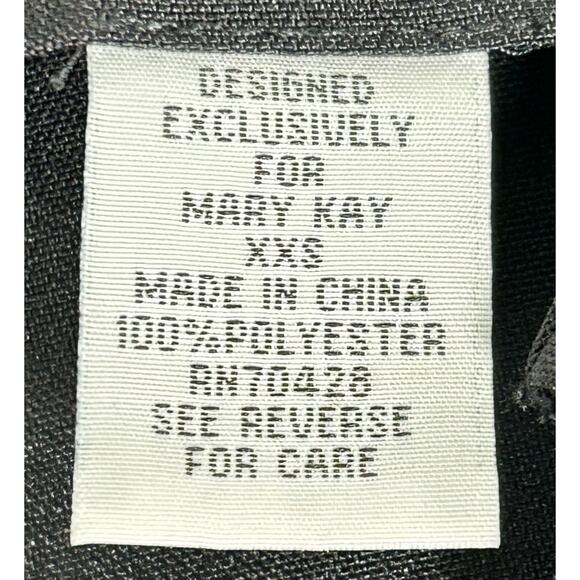 DESIGNED
EXCLUSIVELY
FOR
MARY KAY
XXS
MADE IN CHINA
100%POLYESTER
RN70428
SEE REVERSE
FOR CARE